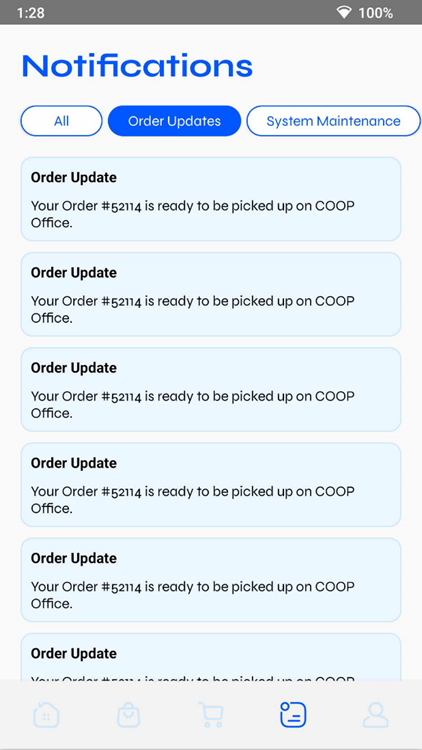 1:28 100%
Notifications
All Order Updates System Maintenance
Order Update
Your Order #52114 is ready to be picked up on COOP
Office.
Order Update
Your Order #52114 is ready to be picked up on COOP
Office.
Order Update
Your Order #52114 is ready to be picked up on COOP
Office.
Order Update
Your Order #52114 is ready to be picked up on COOP
Office.
Order Update
Your Order #52114 is ready to be picked up on COOP
Office.
Order Update
Your Order #52114 is ready to be picked up on COOP